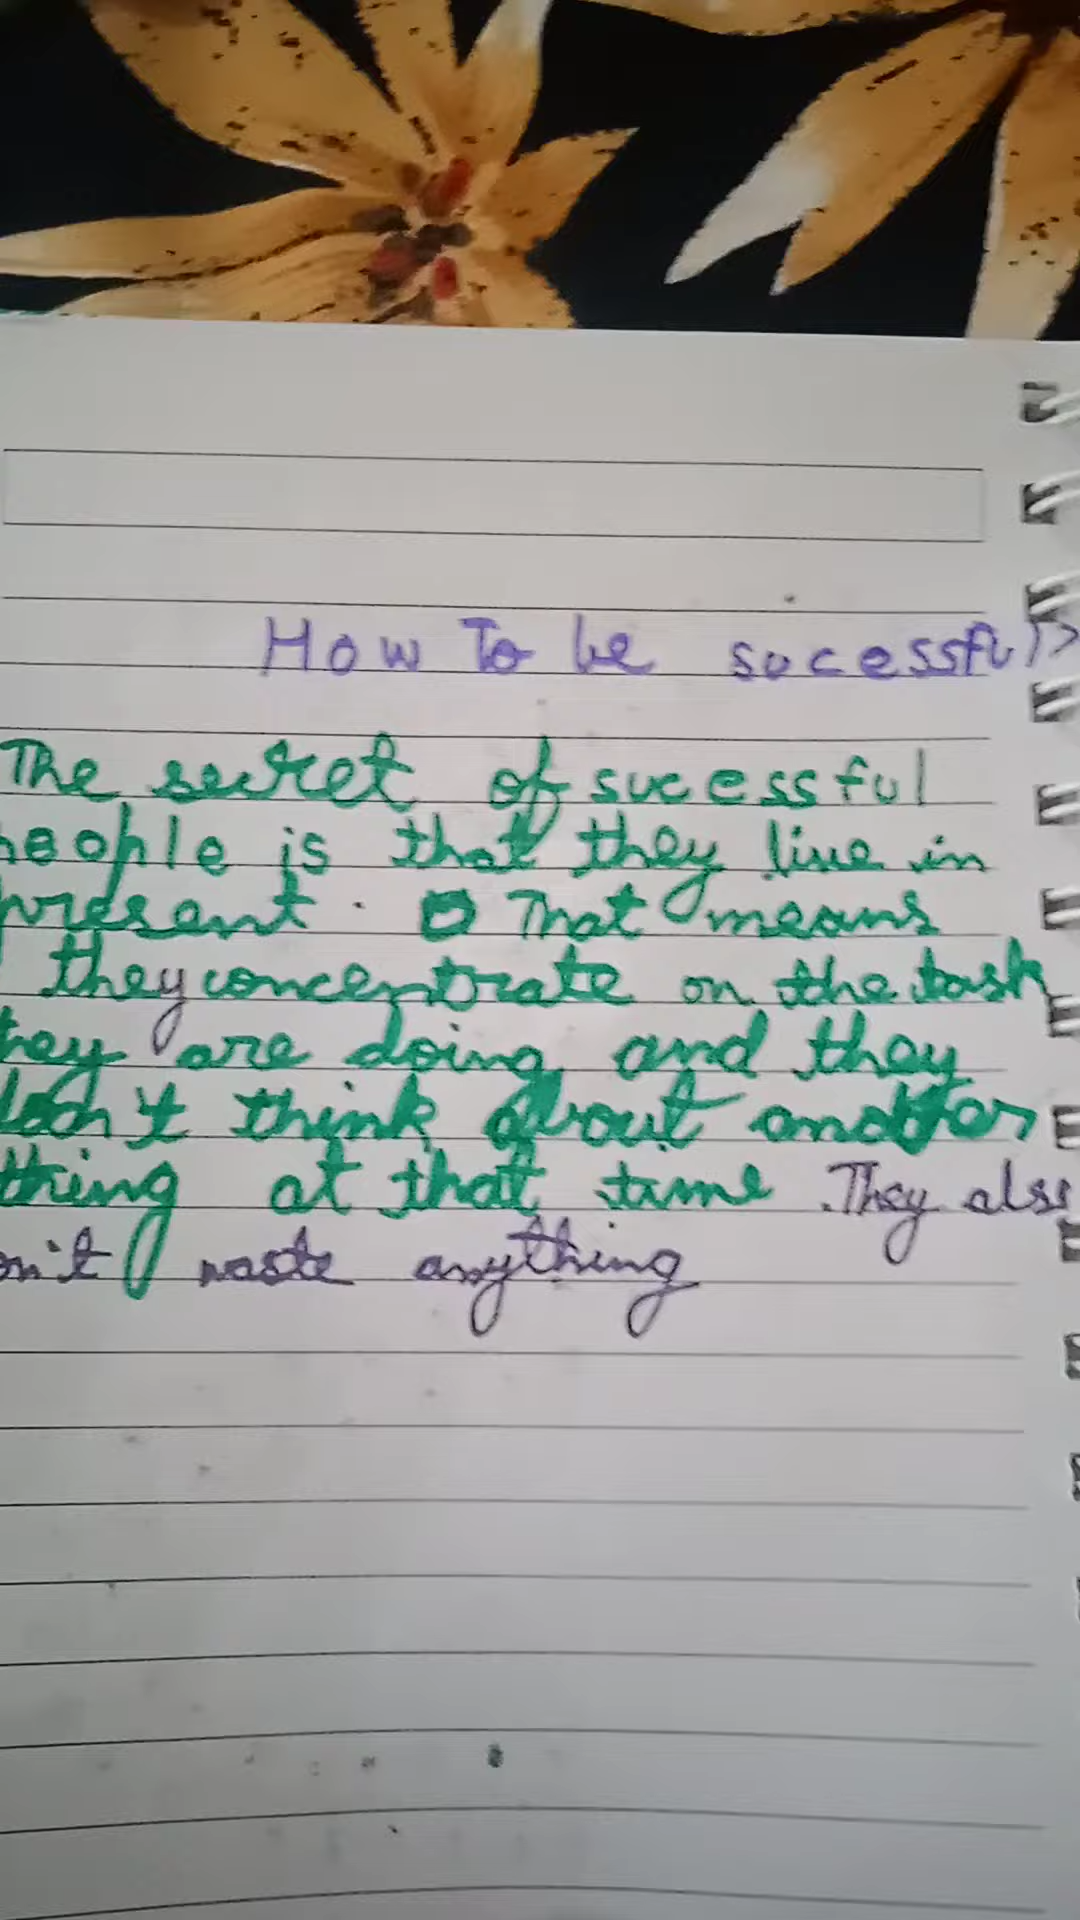 How To be sucessful
The secret of sucessful
people is that they live in
present. That means
they concentrate on the task
they are doing and they
don't think about another
thing at that time. They also
don't waste anything